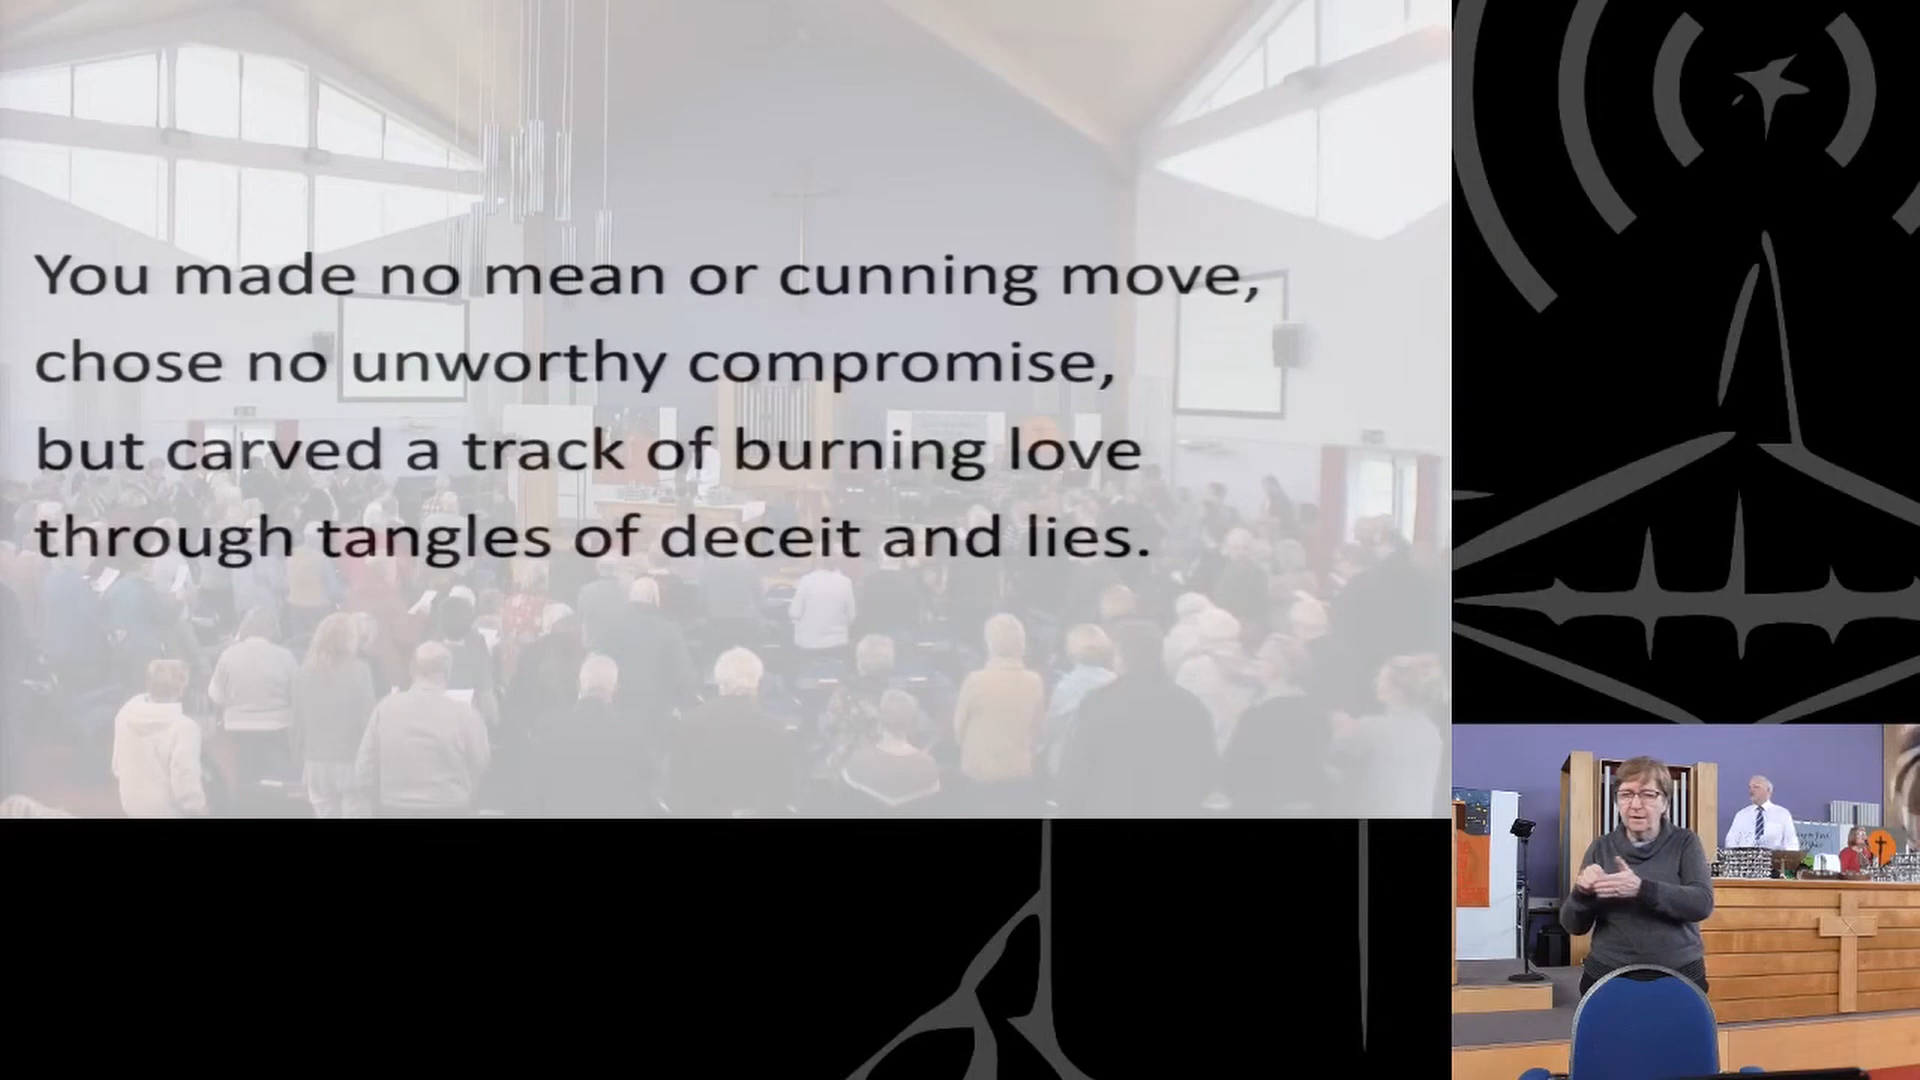 You made no mean or cunning move,
chose no unworthy compromise,
but carved a track of burning love
through tangles of deceit and lies.